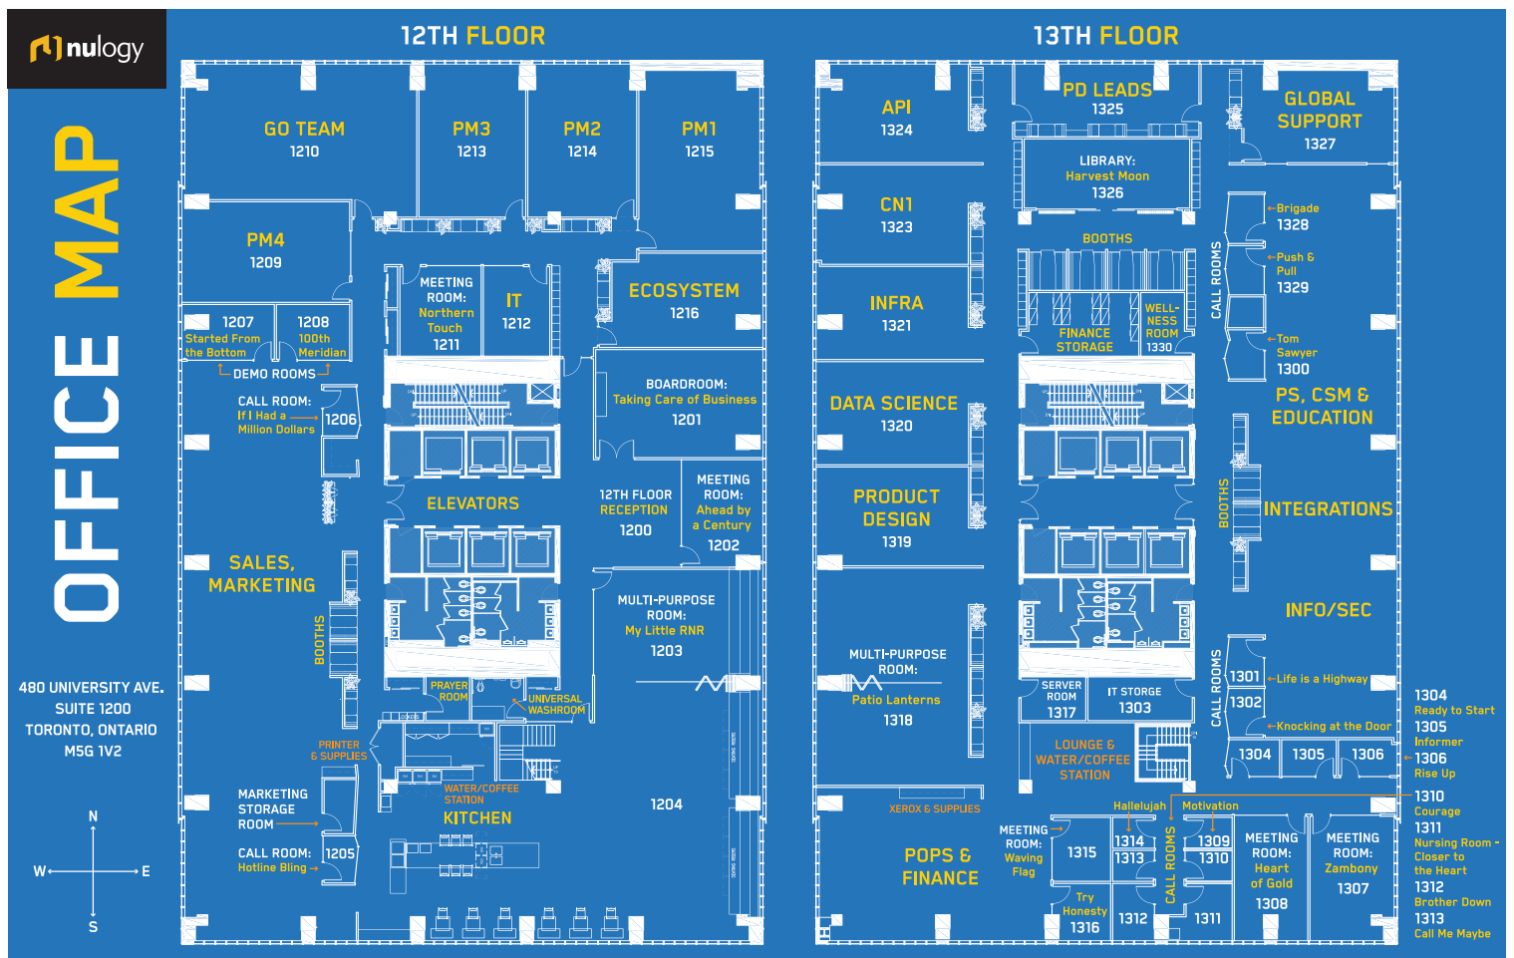 nulogy
OFFICE MAP
480 UNIVERSITY AVE.
SUITE 1200
TORONTO, ONTARIO
M5G 1V2
N
W
E
S
12TH FLOOR
GO TEAM
1210
PM3
1213
PM2
1214
PM1
1215
PM4
1209
MEETING
ROOM:
Northern
Touch
1211
IT
1212
ECOSYSTEM
1216
1207
Started From
the Bottom
1208
100th
Meridian
DEMO ROOMS
CALL ROOM:
If I Had a
Million Dollars
1206
BOARDROOM:
Taking Care of Business
1201
ELEVATORS
12TH FLOOR
RECEPTION
1200
MEETING
ROOM:
Ahead by
a Century
1202
SALES,
MARKETING
BOOTHS
MULTI-PURPOSE
ROOM:
My Little RNR
1203
PRAYER
ROOM
UNIVERSAL
WASHROOM
PRINTER
& SUPPLIES
WATER/COFFEE
STATION
KITCHEN
1204
MARKETING
STORAGE
ROOM
CALL ROOM:
Hotline Bling
1205
13TH FLOOR
API
1324
PD LEADS
1325
GLOBAL
SUPPORT
1327
LIBRARY:
Harvest Moon
1326
CN1
1323
BOOTHS
CALL ROOMS
Brigade
1328
Push &
Pull
1329
INFRA
1321
FINANCE
STORAGE
WELL-
NESS
ROOM
1330
Tom
Sawyer
1300
DATA SCIENCE
1320
PS, CSM &
EDUCATION
PRODUCT
DESIGN
1319
BOOTHS
INTEGRATIONS
INFO/SEC
MULTI-PURPOSE
ROOM:
Patio Lanterns
1318
SERVER
ROOM
1317
IT STORGE
1303
CALL ROOMS
1301
Life is a Highway
1302
Knocking at the Door
LOUNGE &
WATER/COFFEE
STATION
1304
1305
1306
XEROX & SUPPLIES
POPS &
FINANCE
MEETING
ROOM:
Waving
Flag
1315
Hallelujah
1314
1313
Motivation
1309
1310
CALL ROOMS
Try
Honesty
1316
1312
1311
MEETING
ROOM:
Heart
of Gold
1308
MEETING
ROOM:
Zambony
1307
1304
Ready to Start
1305
Informer
1306
Rise Up
1310
Courage
1311
Nursing Room -
Closer to
the Heart
1312
Brother Down
1313
Call Me Maybe